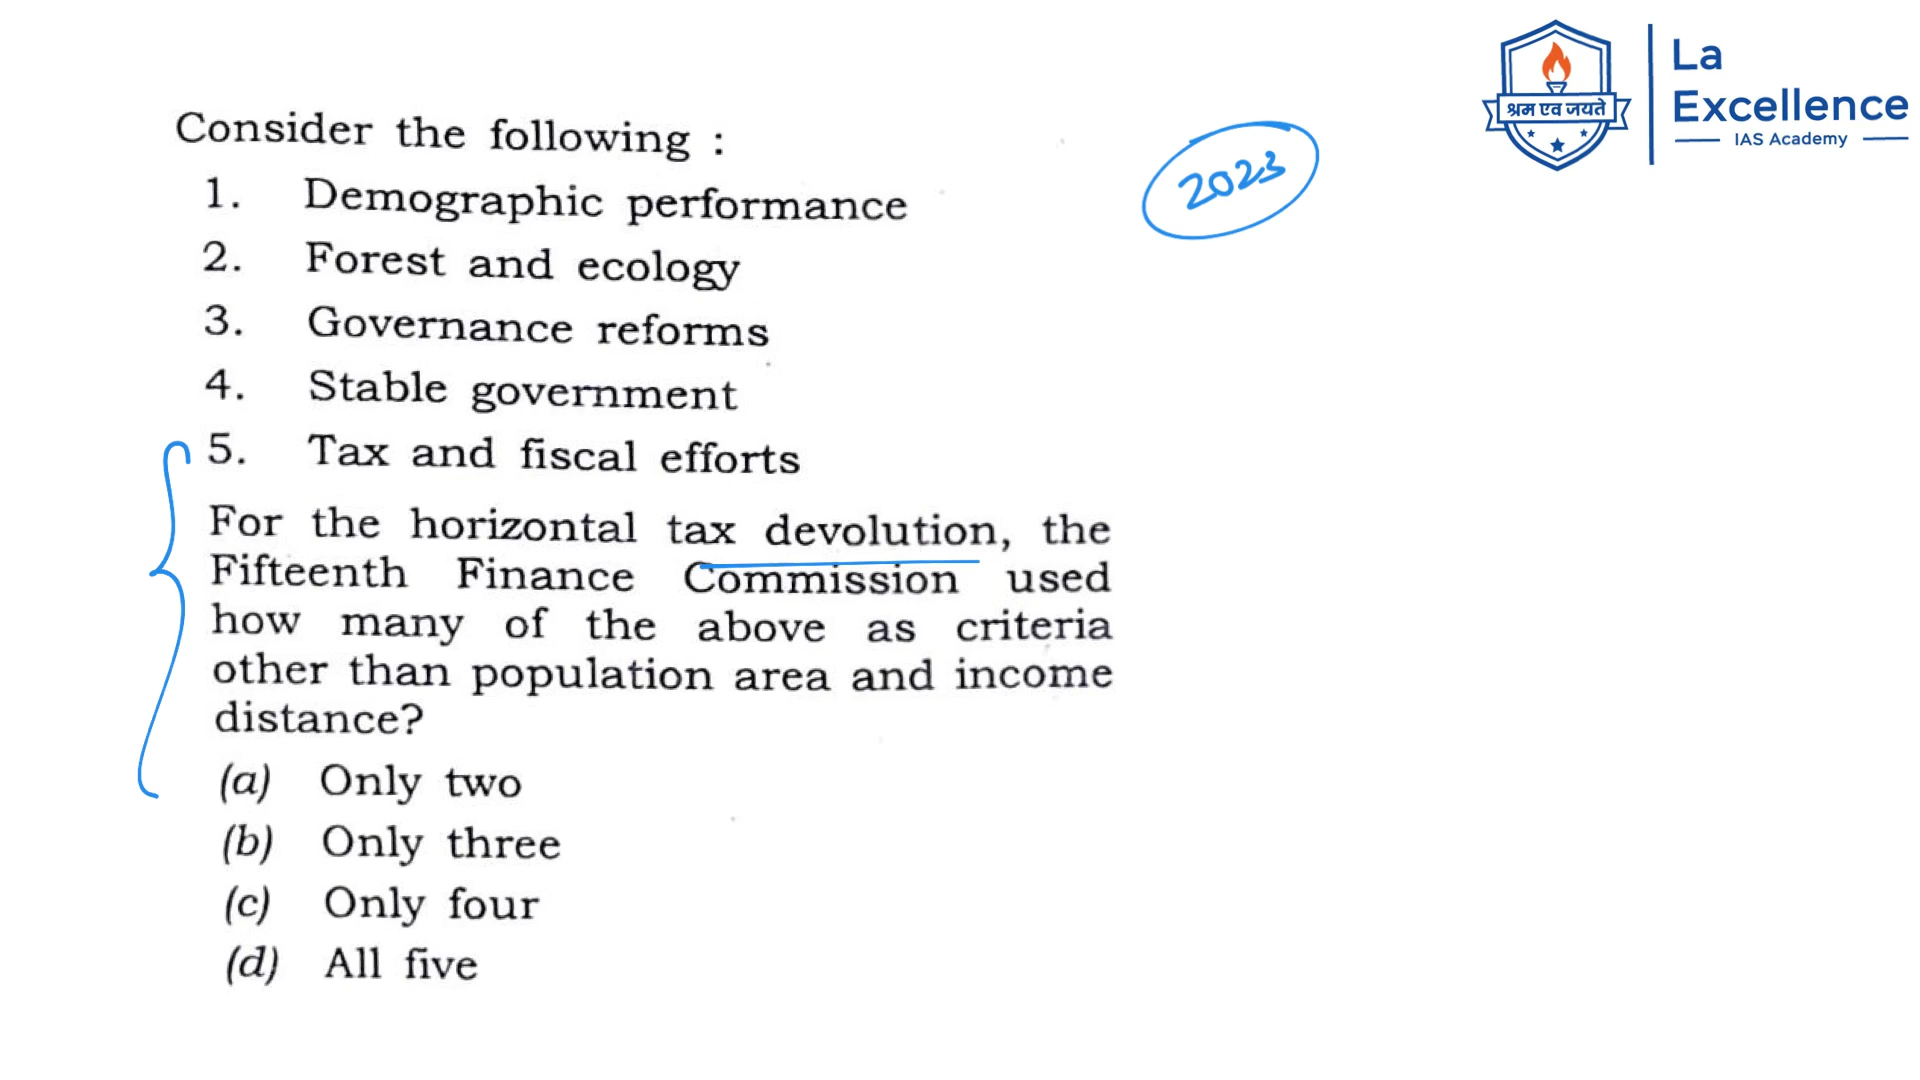 La
Excellence
IAS Academy
श्रम एव जयते
2023
Consider the following :
1. Demographic performance
2. Forest and ecology
3. Governance reforms
4. Stable government
5. Tax and fiscal efforts
For the horizontal tax devolution, the
Fifteenth Finance Commission used
how many of the above as criteria
other than population area and income
distance?
(a) Only two
(b) Only three
(c) Only four
(d) All five